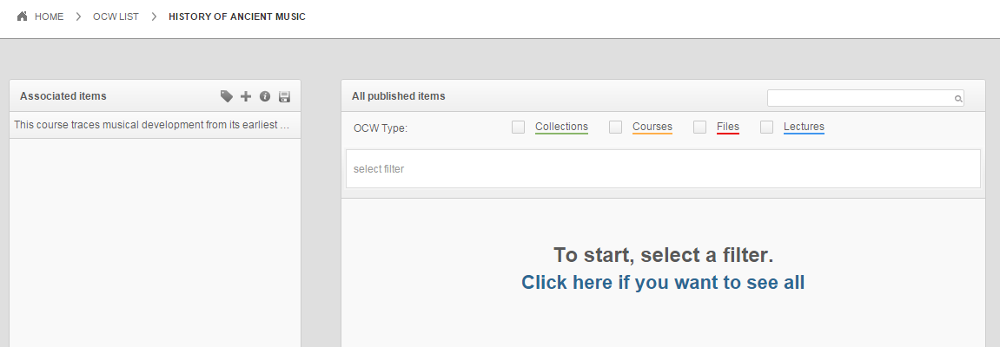 HOME OCW LIST HISTORY OF ANCIENT MUSIC
Associated items
This course traces musical development from its earliest ...
All published items
OCW Type: Collections Courses Files Lectures
select filter
To start, select a filter.
Click here if you want to see all